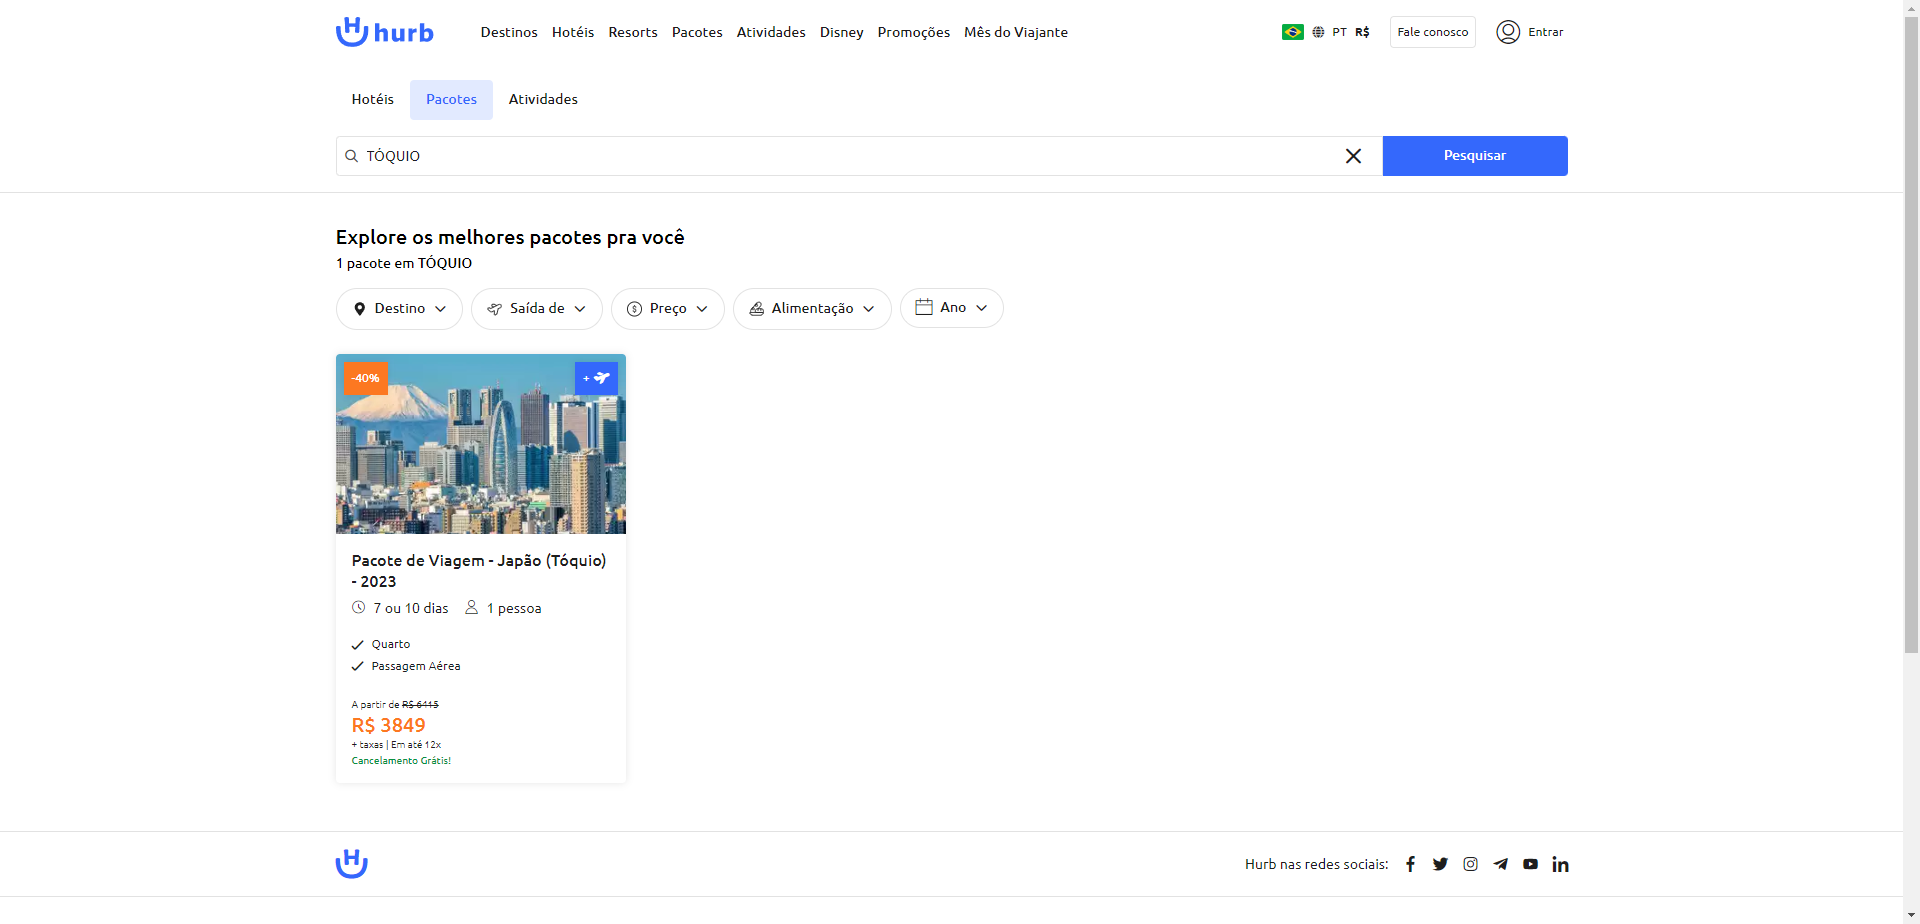 hurb
Destinos Hotéis Resorts Pacotes Atividades Disney Promoções Mês do Viajante
PT R$ Fale conosco Entrar
Hotéis Pacotes Atividades
TÓQUIO
Pesquisar
Explore os melhores pacotes pra você
1 pacote em TÓQUIO
Destino Saída de Preço Alimentação Ano
-40% +
Pacote de Viagem - Japão (Tóquio)
- 2023
7 ou 10 dias 1 pessoa
Quarto
Passagem Aérea
A partir de R$ 6415
R$ 3849
+ taxas | Em até 12x
Cancelamento Grátis!
Hurb nas redes sociais: